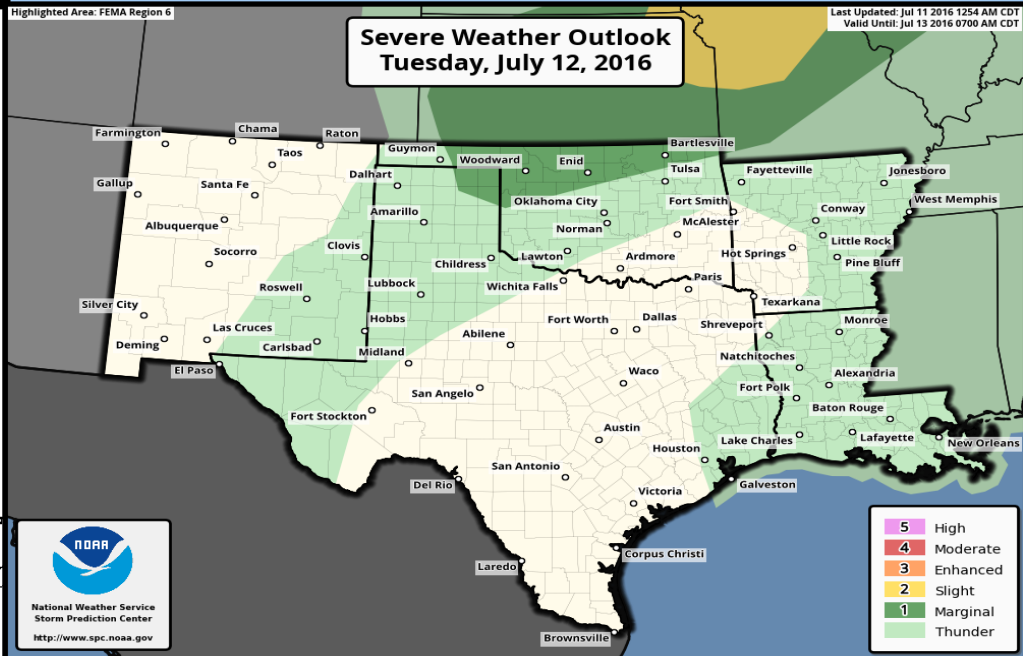 Highlighted Area: FEMA Region 6
Last Updated: Jul 11 2016 1254 AM CDT
Valid Until: Jul 13 2016 0700 AM CDT
Severe Weather Outlook
Tuesday, July 12, 2016
Farmington
Chama
Raton
Taos
Guymon
Woodward
Enid
Bartlesville
Gallup
Santa Fe
Dalhart
Tulsa
Fayetteville
Jonesboro
Albuquerque
Amarillo
Oklahoma City
Fort Smith
Conway
West Memphis
Socorro
Clovis
Childress
Norman
McAlester
Little Rock
Lawton
Ardmore
Hot Springs
Pine Bluff
Silver City
Roswell
Lubbock
Wichita Falls
Paris
Texarkana
Deming
Las Cruces
Carlsbad
Hobbs
Midland
Abilene
Fort Worth
Dallas
Shreveport
Monroe
El Paso
Fort Stockton
San Angelo
Waco
Natchitoches
Fort Polk
Alexandria
Austin
Houston
Lake Charles
Baton Rouge
Lafayette
New Orleans
Del Rio
San Antonio
Victoria
Galveston
Laredo
Corpus Christi
Brownsville
NOAA
National Weather Service
Storm Prediction Center
http://www.spc.noaa.gov
5 High
4 Moderate
3 Enhanced
2 Slight
1 Marginal
Thunder